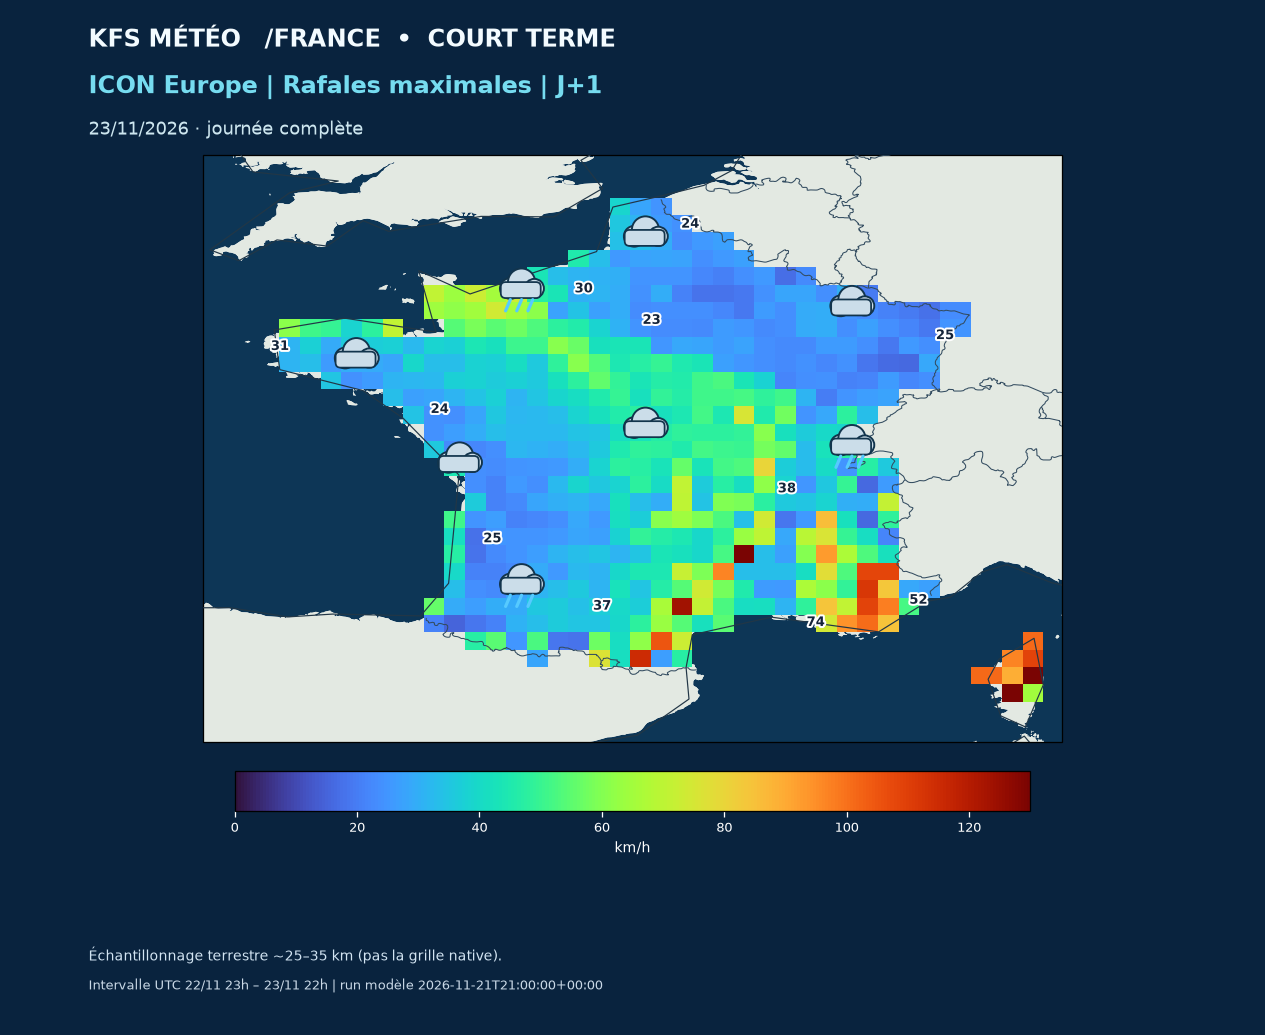 KFS MÉTÉO /FRANCE • COURT TERME
ICON Europe | Rafales maximales | J+1
23/11/2026 · journée complète
24
30
23
25
31
24
38
25
37
52
74
0 20 40 60 80 100 120
km/h
Échantillonnage terrestre ~25–35 km (pas la grille native).
Intervalle UTC 22/11 23h – 23/11 22h | run modèle 2026-11-21T21:00:00+00:00